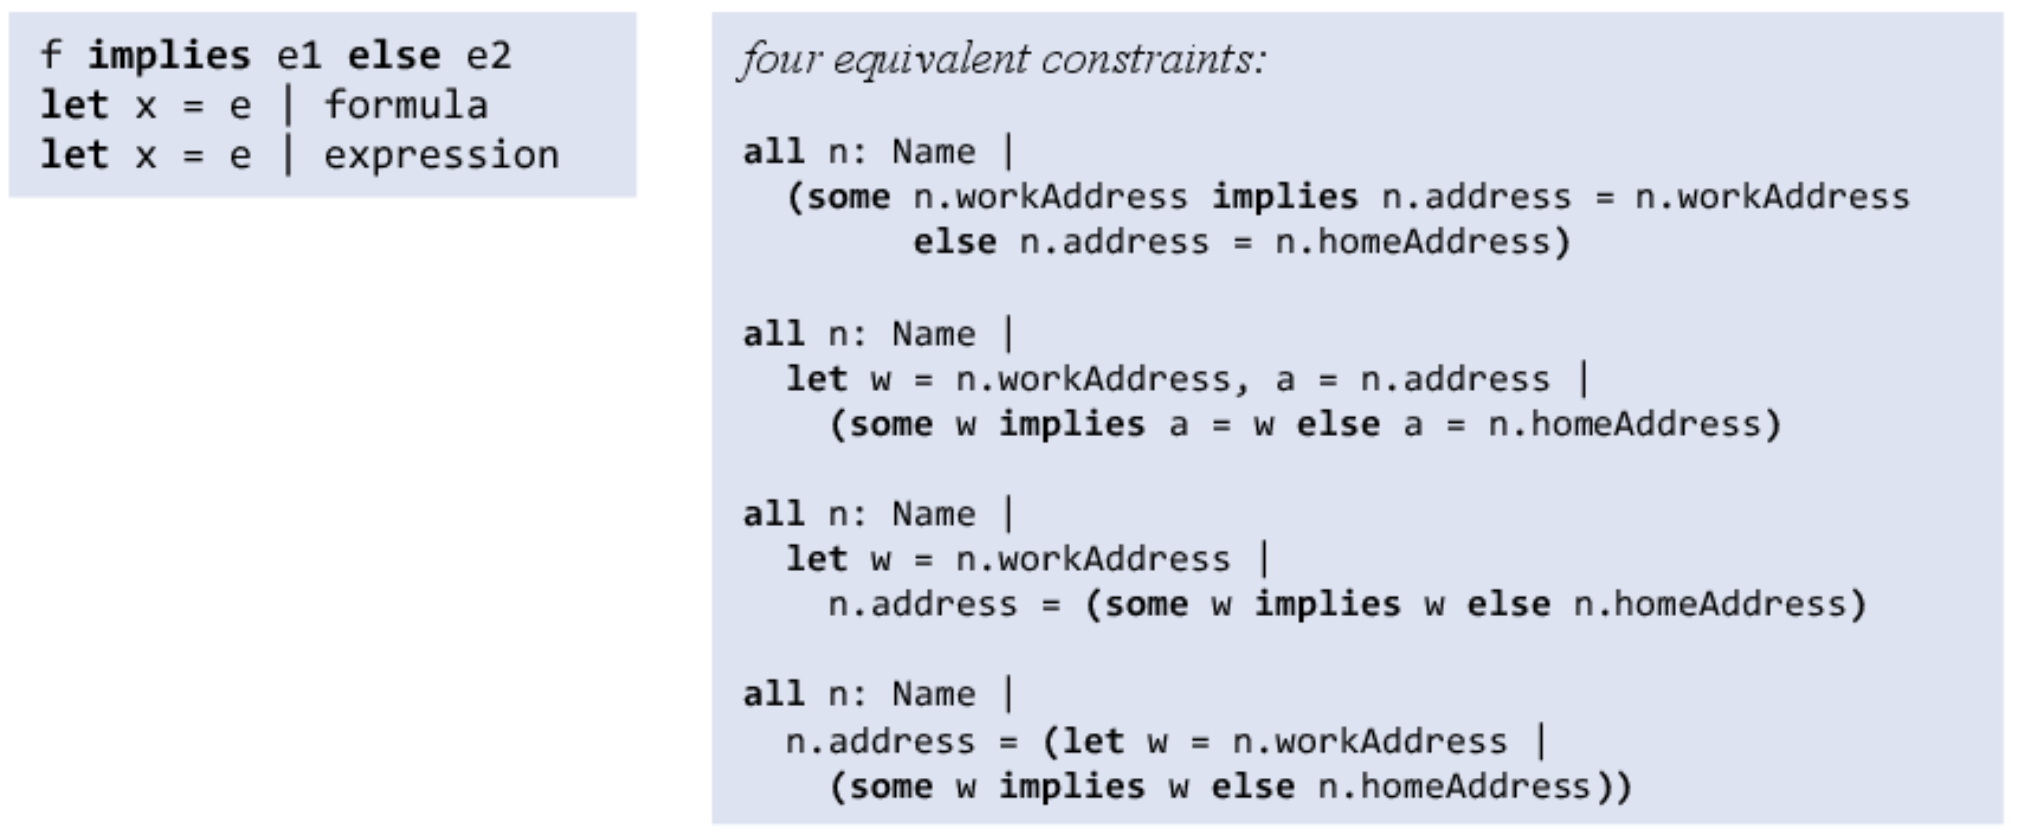 f implies e1 else e2
let x = e | formula
let x = e | expression
four equivalent constraints:
all n: Name |
(some n.workAddress implies n.address = n.workAddress
else n.address = n.homeAddress)
all n: Name |
let w = n.workAddress, a = n.address |
(some w implies a = w else a = n.homeAddress)
all n: Name |
let w = n.workAddress |
n.address = (some w implies w else n.homeAddress)
all n: Name |
n.address = (let w = n.workAddress |
(some w implies w else n.homeAddress))